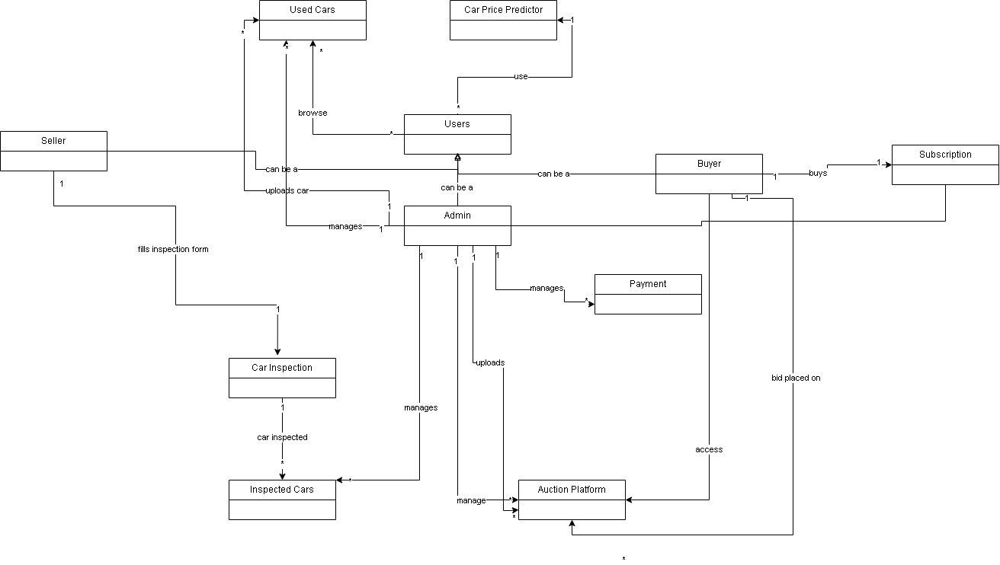 Used Cars
Car Price Predictor
1
*
*
*
use
*
browse
Users
*
Seller
Subscription
Buyer
1
can be a
can be a
buys
1
1
can be a
uploads car
1
1
Admin
manages
1
fills inspection form
1
1
1
1
Payment
manages
*
1
Car Inspection
uploads
bid placed on
1
manages
car inspected
access
*
*
Inspected Cars
Auction Platform
manage
*
*
*